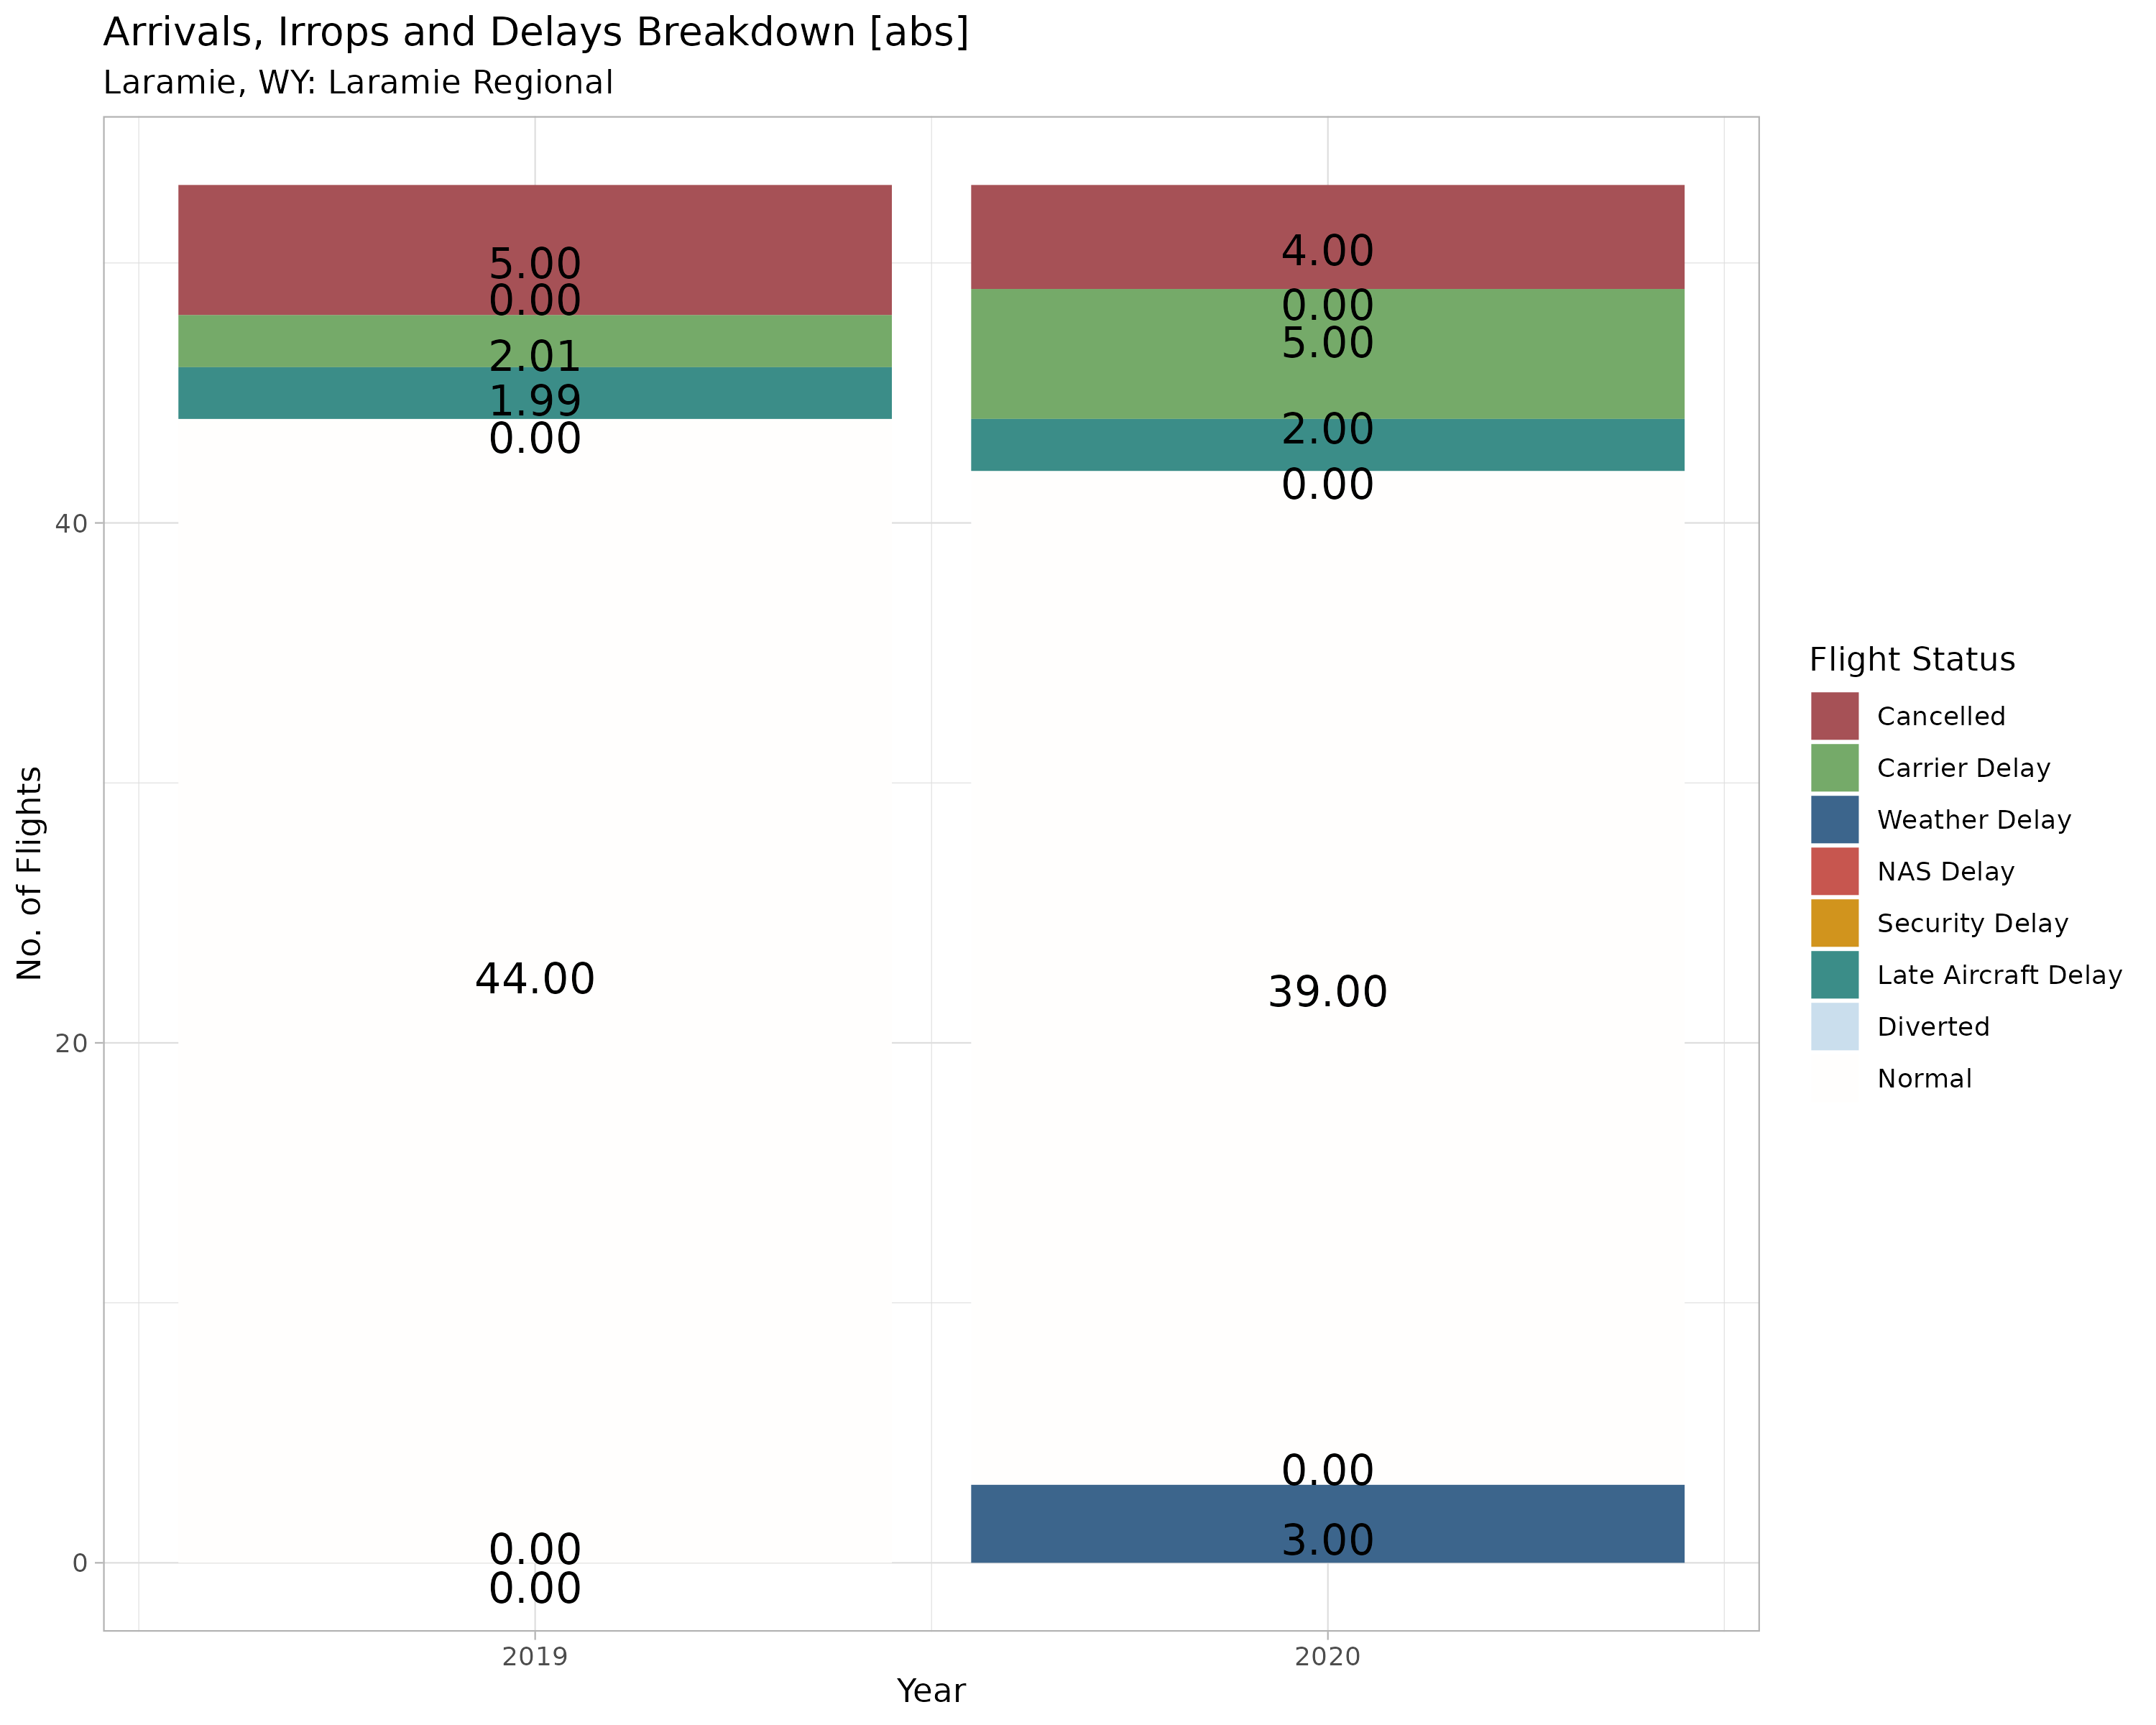 Arrivals, Irrops and Delays Breakdown [abs]
Laramie, WY: Laramie Regional
No. of Flights
40
20
0
5.00
0.00
2.01
1.99
0.00
44.00
0.00
0.00
4.00
0.00
5.00
2.00
0.00
39.00
0.00
3.00
2019
2020
Year
Flight Status
Cancelled
Carrier Delay
Weather Delay
NAS Delay
Security Delay
Late Aircraft Delay
Diverted
Normal